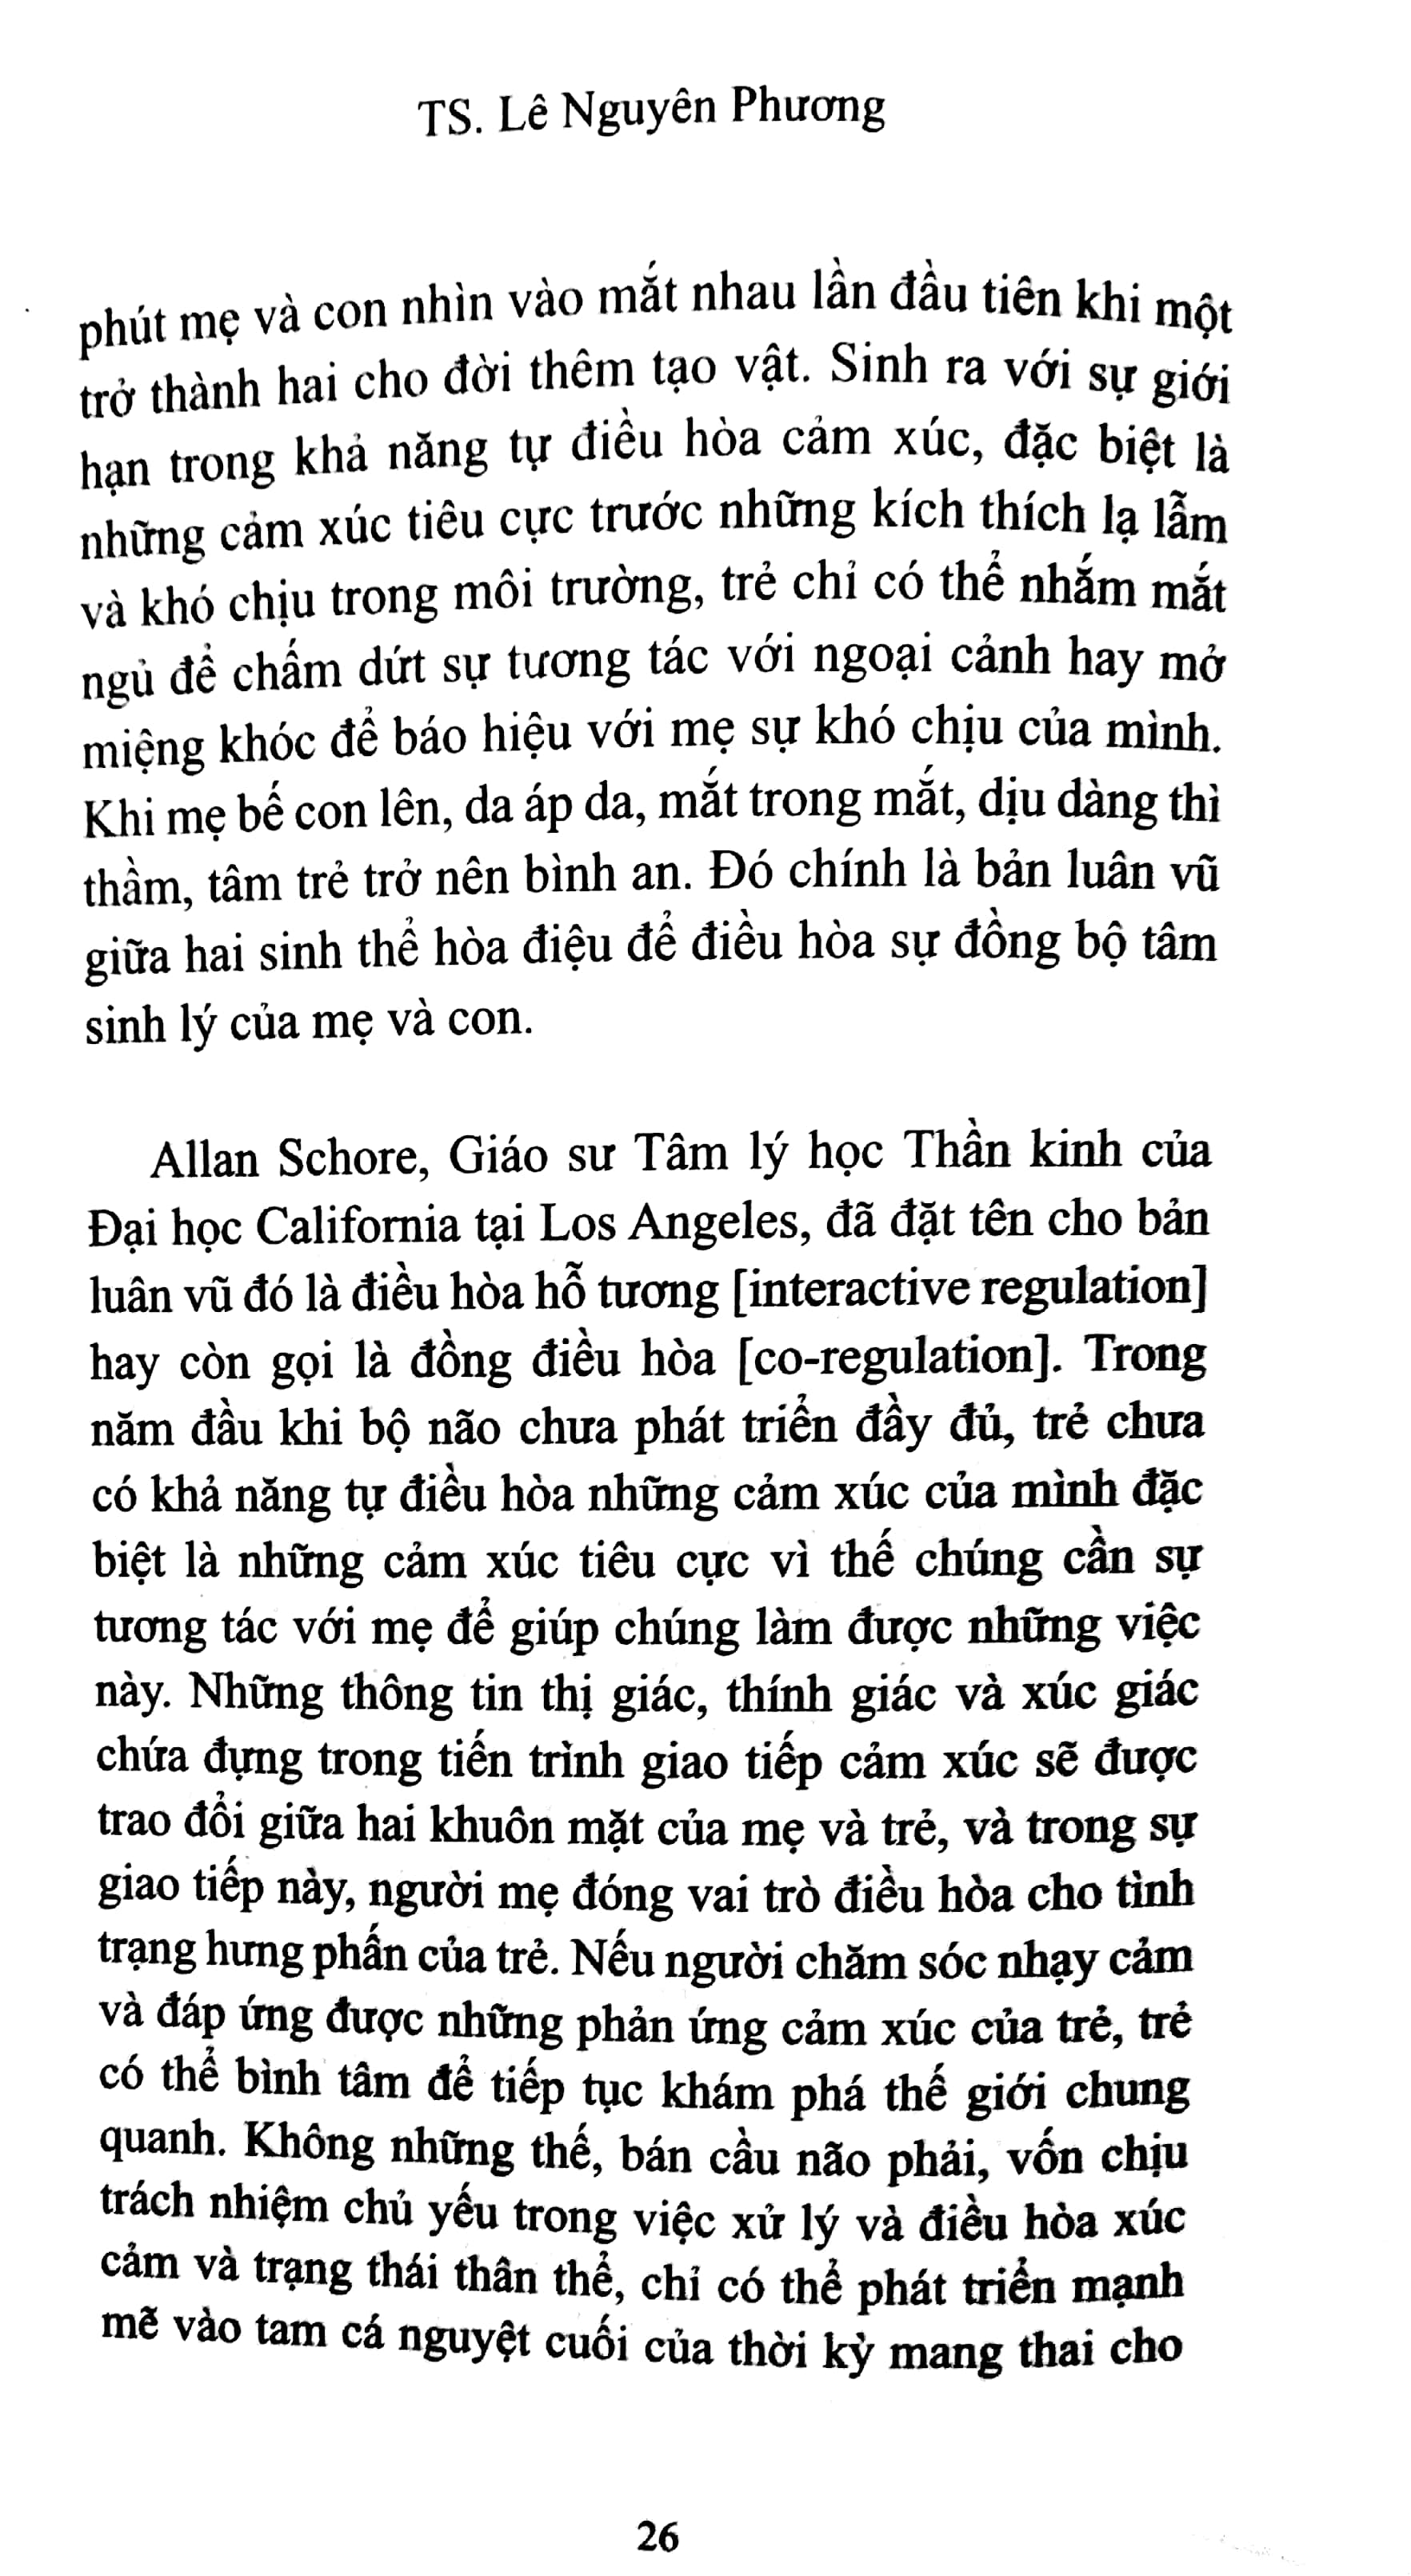 TS. Lê Nguyên Phương
phút mẹ và con nhìn vào mắt nhau lần đầu tiên khi một
trở thành hai cho đời thêm tạo vật. Sinh ra với sự giới
hạn trong khả năng tự điều hòa cảm xúc, đặc biệt là
những cảm xúc tiêu cực trước những kích thích lạ lẫm
và khó chịu trong môi trường, trẻ chỉ có thể nhắm mắt
ngủ để chấm dứt sự tương tác với ngoại cảnh hay mở
miệng khóc để báo hiệu với mẹ sự khó chịu của mình.
Khi mẹ bế con lên, da áp da, mắt trong mắt, dịu dàng thì
thầm, tâm trẻ trở nên bình an. Đó chính là bản luân vũ
giữa hai sinh thể hòa điệu để điều hòa sự đồng bộ tâm
sinh lý của mẹ và con.
Allan Schore, Giáo sư Tâm lý học Thần kinh của
Đại học California tại Los Angeles, đã đặt tên cho bản
luân vũ đó là điều hòa hỗ tương [interactive regulation]
hay còn gọi là đồng điều hòa [co-regulation]. Trong
năm đầu khi bộ não chưa phát triển đầy đủ, trẻ chưa
có khả năng tự điều hòa những cảm xúc của mình đặc
biệt là những cảm xúc tiêu cực vì thế chúng cần sự
tương tác với mẹ để giúp chúng làm được những việc
này. Những thông tin thị giác, thính giác và xúc giác
chứa đựng trong tiến trình giao tiếp cảm xúc sẽ được
trao đổi giữa hai khuôn mặt của mẹ và trẻ, và trong sự
giao tiếp này, người mẹ đóng vai trò điều hòa cho tình
trạng hưng phấn của trẻ. Nếu người chăm sóc nhạy cảm
và đáp ứng được những phản ứng cảm xúc của trẻ, trẻ
có thể bình tâm để tiếp tục khám phá thế giới chung
quanh. Không những thế, bán cầu não phải, vốn chịu
trách nhiệm chủ yếu trong việc xử lý và điều hòa xúc
cảm và trạng thái thân thể, chỉ có thể phát triển mạnh
mẽ vào tam cá nguyệt cuối của thời kỳ mang thai cho
26